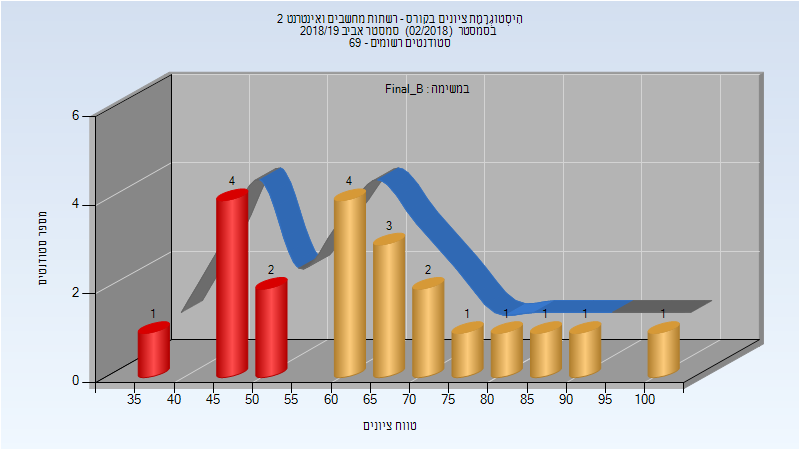 היסטוגרמת ציונים בקורס - רשתות מחשבים ואינטרנט 2
בסמסטר (02/2018) סמסטר אביב 2018/19
סטודנטים רשומים - 69
במשימה : Final_B
מספר סטודנטים
6
4
2
0
1
4
2
4
3
2
1
1
1
1
1
35 40 45 50 55 60 65 70 75 80 85 90 95 100
טווח ציונים